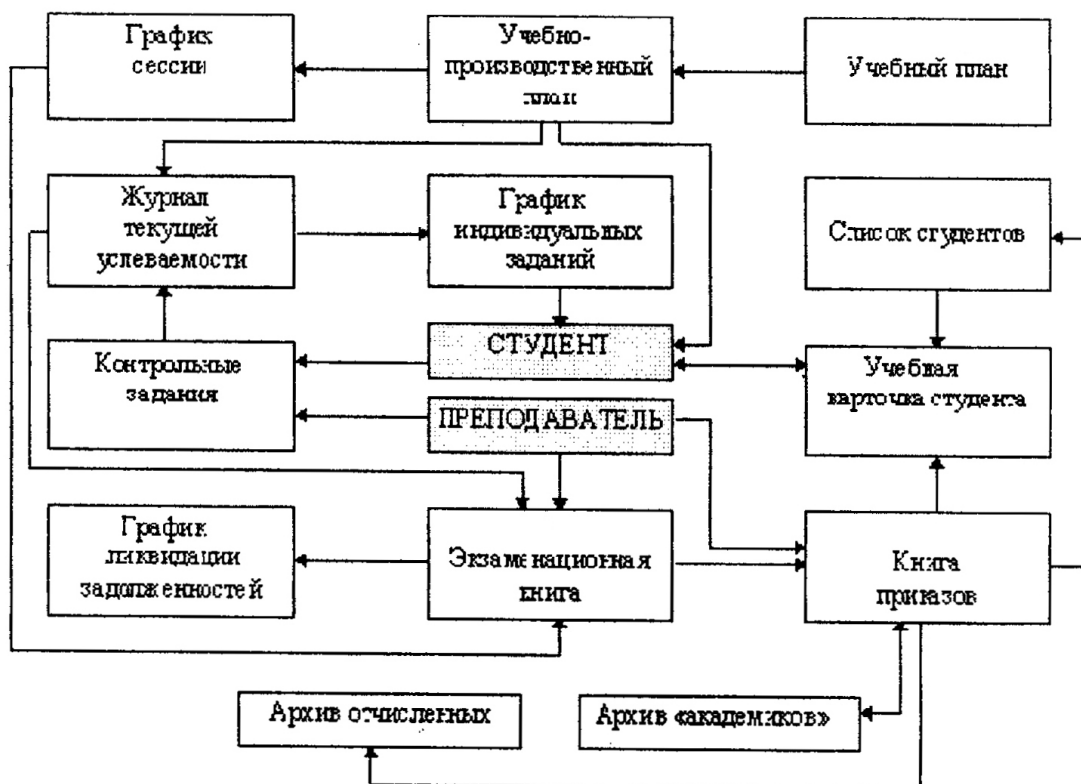 График
сессии
Учебно-
производственный
план
Учебный план
Журнал
текущей
услеваемости
График
индивидуальных
заданий
Список студентов
СТУДЕНТ
Контрольные
задания
Учебная
карточка студента
ПРЕПОДАВАТЕЛЬ
График
ликвидации
задолженностей
Экзаменационная
книга
Книга
приказов
Архив отчисленных
Архив «академиков»